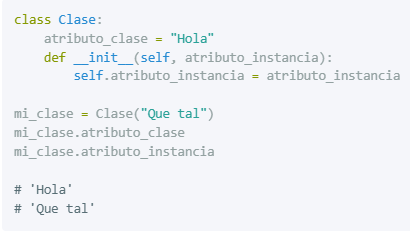 class Clase:
    atributo_clase = "Hola"
    def __init__(self, atributo_instancia):
        self.atributo_instancia = atributo_instancia

mi_clase = Clase("Que tal")
mi_clase.atributo_clase
mi_clase.atributo_instancia

# 'Hola'
# 'Que tal'